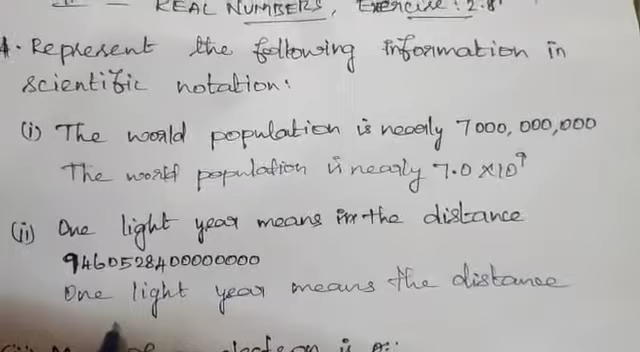 REAL NUMBERS, Exercise: 2.8
4. Represent the following information in
scientific notation:
(i) The world population is nearly 7000,000,000
The world population is nearly 7.0 ×10⁹
(ii) One light year means the distance
9460528400000000
One light year means the distance
is